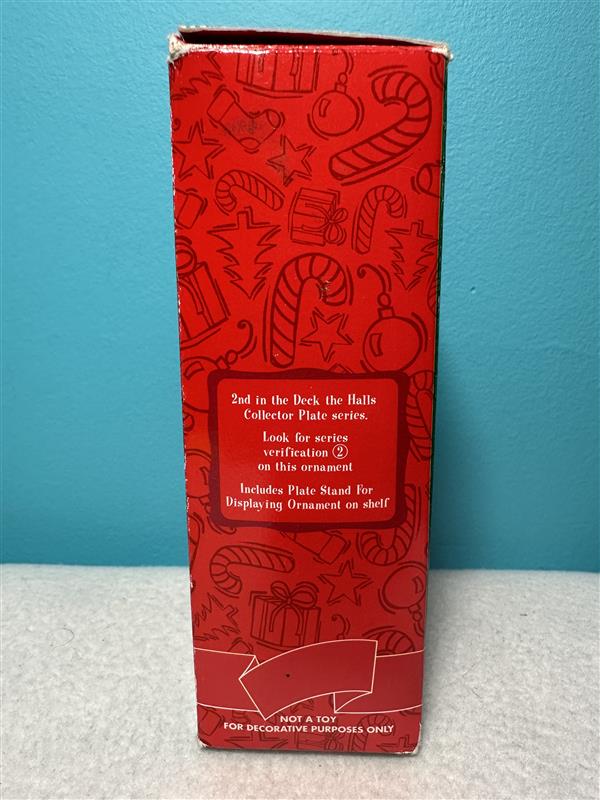 2nd in the Deck the Halls
Collector Plate series.
Look for series
verification ②
on this ornament
Includes Plate Stand For
Displaying Ornament on shelf
NOT A TOY
FOR DECORATIVE PURPOSES ONLY